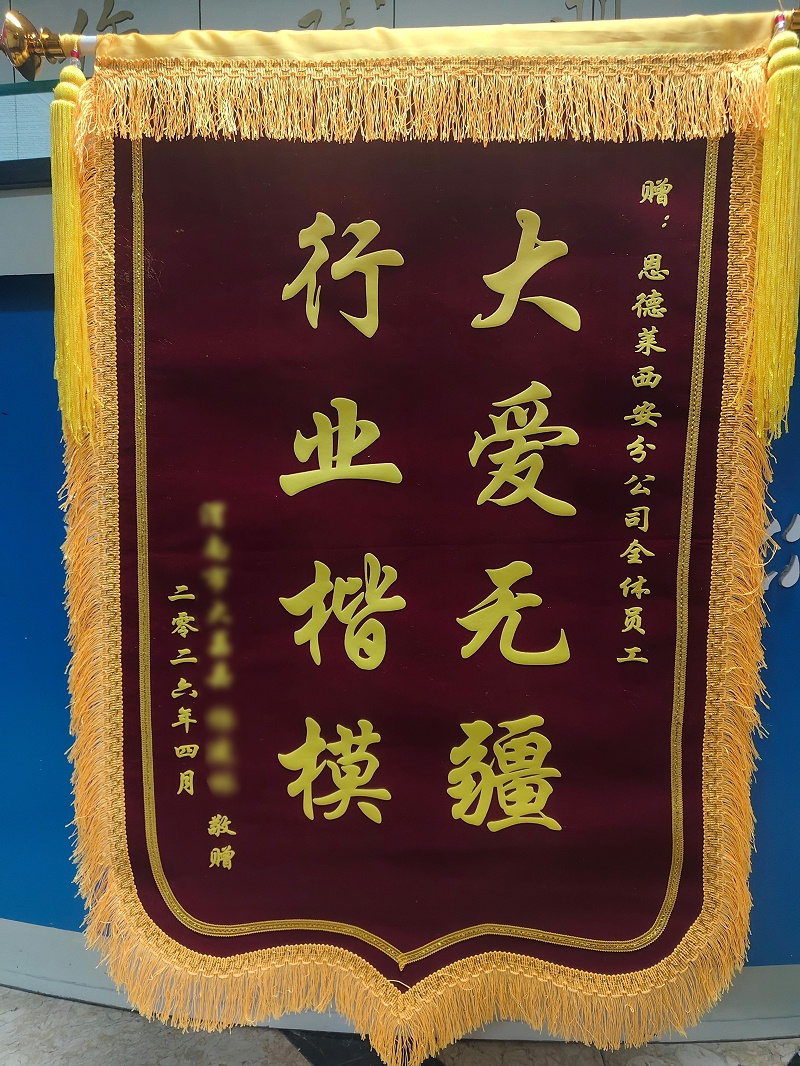 赠：恩德莱西安分公司全体员工
大爱无疆
行业楷模
敬赠
二零二六年四月